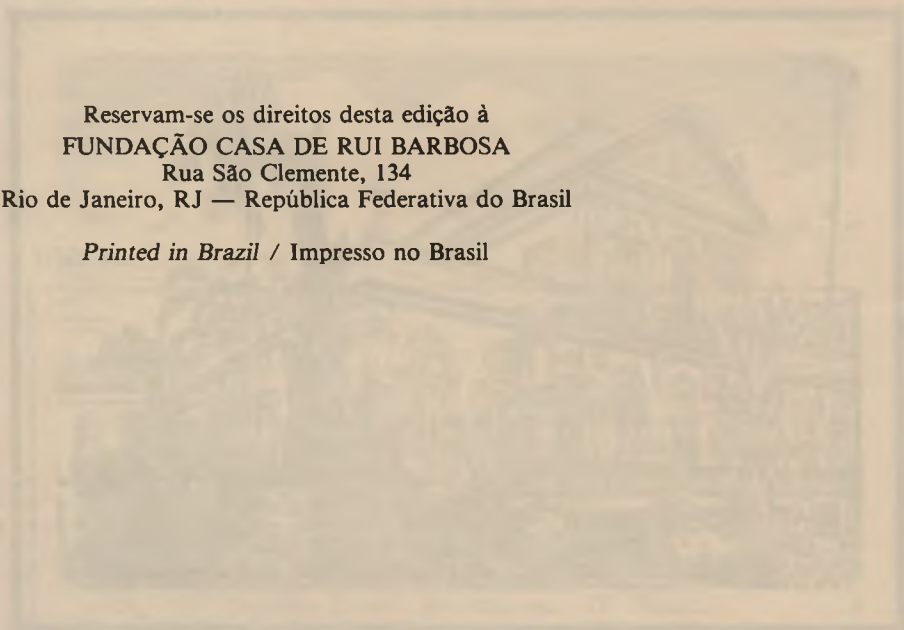 Reservam-se os direitos desta edição à
FUNDAÇÃO CASA DE RUI BARBOSA
Rua São Clemente, 134
Rio de Janeiro, RJ — República Federativa do Brasil
Printed in Brazil / Impresso no Brasil